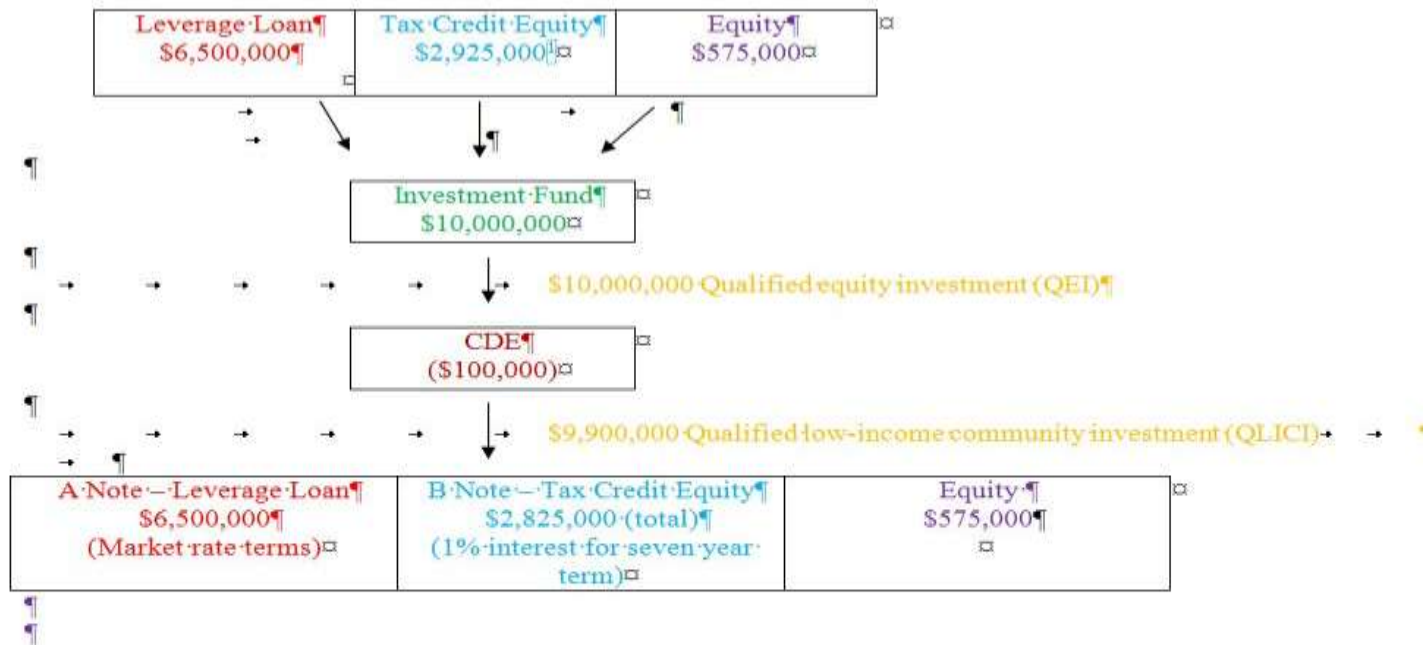 Leverage Loan¶
$6,500,000¶
¤
Tax Credit Equity¶
$2,925,000[1]¤
Equity¶
$575,000¤
¤
→ → ¶
→ ¶
¶
Investment Fund¶
$10,000,000¤
¤
¶
→ → → → → → $10,000,000 Qualified equity investment (QEI)¶
¶
CDE¶
($100,000)¤
¤
¶
→ → → → → → $9,900,000 Qualified low-income community investment (QLICI)→ → ¶
→ ¶
A Note – Leverage Loan¶
$6,500,000¶
(Market rate terms)¤
B Note – Tax Credit Equity¶
$2,825,000 (total)¶
(1% interest for seven year
term)¤
Equity ¶
$575,000¶
¤
¤
¶
¶